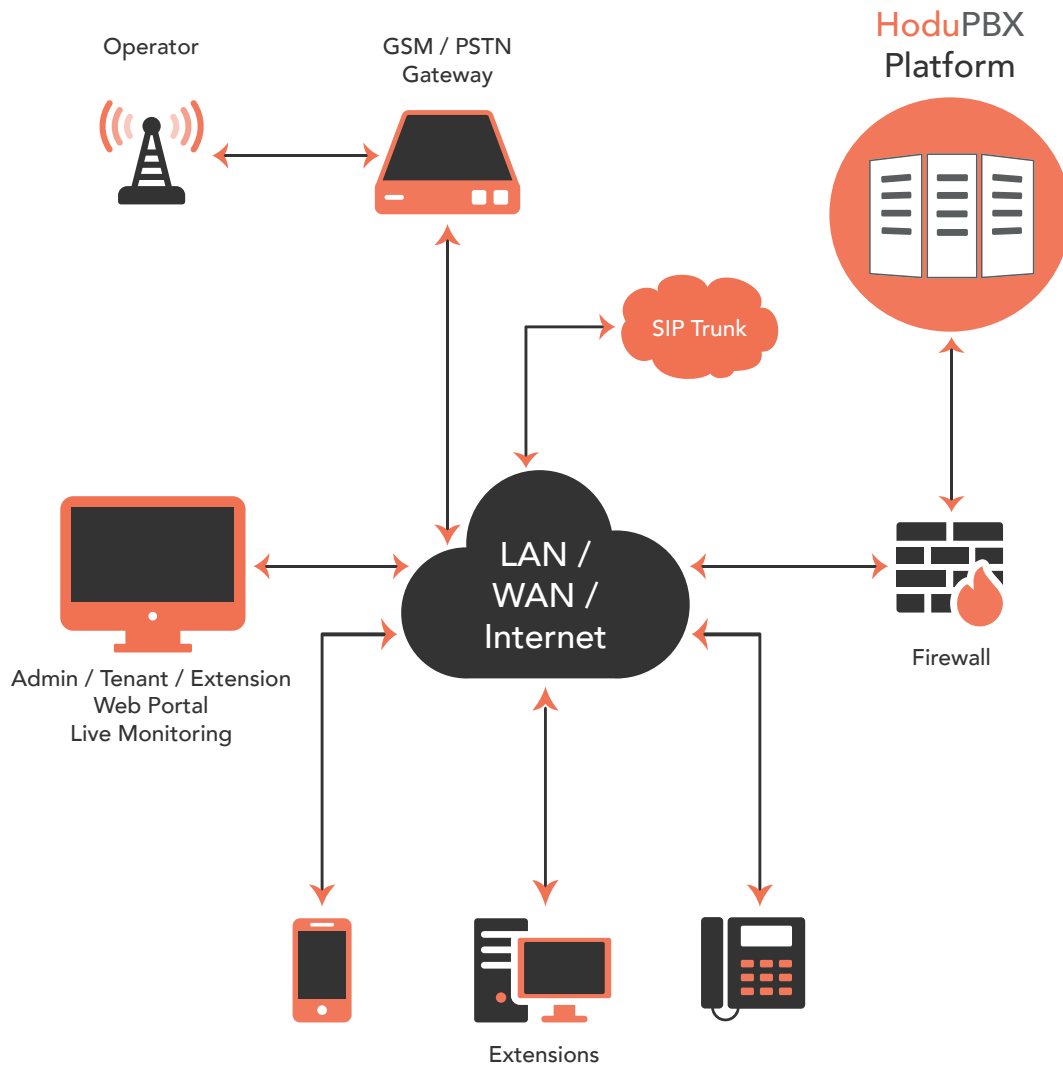 Operator
GSM / PSTN
Gateway
HoduPBX
Platform
SIP Trunk
LAN /
WAN /
Internet
Admin / Tenant / Extension
Web Portal
Live Monitoring
Firewall
Extensions